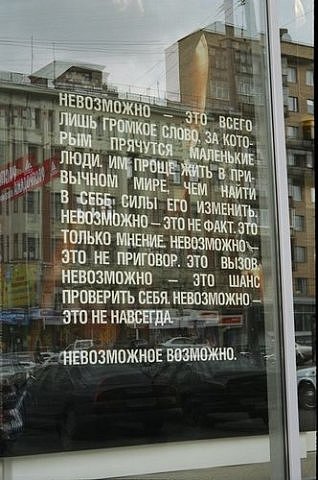 НЕВОЗМОЖНО — ЭТО ВСЕГО
ЛИШЬ ГРОМКОЕ СЛОВО, ЗА КОТО-
РЫМ ПРЯЧУТСЯ МАЛЕНЬКИЕ
ЛЮДИ. ИМ ПРОЩЕ ЖИТЬ В ПРИ-
ВЫЧНОМ МИРЕ, ЧЕМ НАЙТИ
В СЕБЕ СИЛЫ ЕГО ИЗМЕНИТЬ.
НЕВОЗМОЖНО — ЭТО НЕ ФАКТ. ЭТО
ТОЛЬКО МНЕНИЕ. НЕВОЗМОЖНО —
ЭТО НЕ ПРИГОВОР. ЭТО ВЫЗОВ.
НЕВОЗМОЖНО — ЭТО ШАНС
ПРОВЕРИТЬ СЕБЯ. НЕВОЗМОЖНО —
ЭТО НЕ НАВСЕГДА.
НЕВОЗМОЖНОЕ ВОЗМОЖНО.